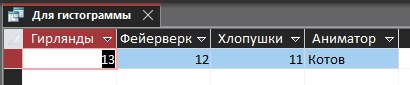 Для гистограммы
Гирлянды Фейерверк Хлопушки Аниматор
13 12 11 Котов